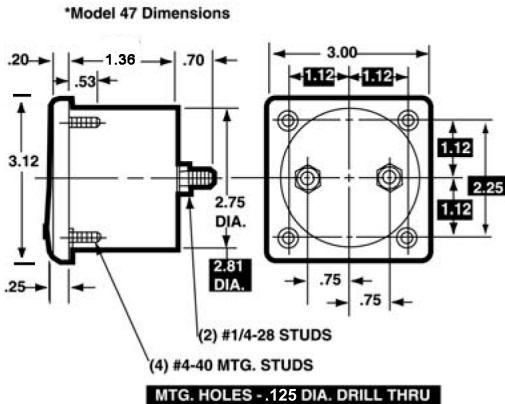 *Model 47 Dimensions
.20
1.36
.70
.53
3.12
2.75
DIA.
2.81
DIA.
.25
3.00
1.12
1.12
1.12
2.25
1.12
.75
.75
(2) #1/4-28 STUDS
(4) #4-40 MTG. STUDS
MTG. HOLES - .125 DIA. DRILL THRU